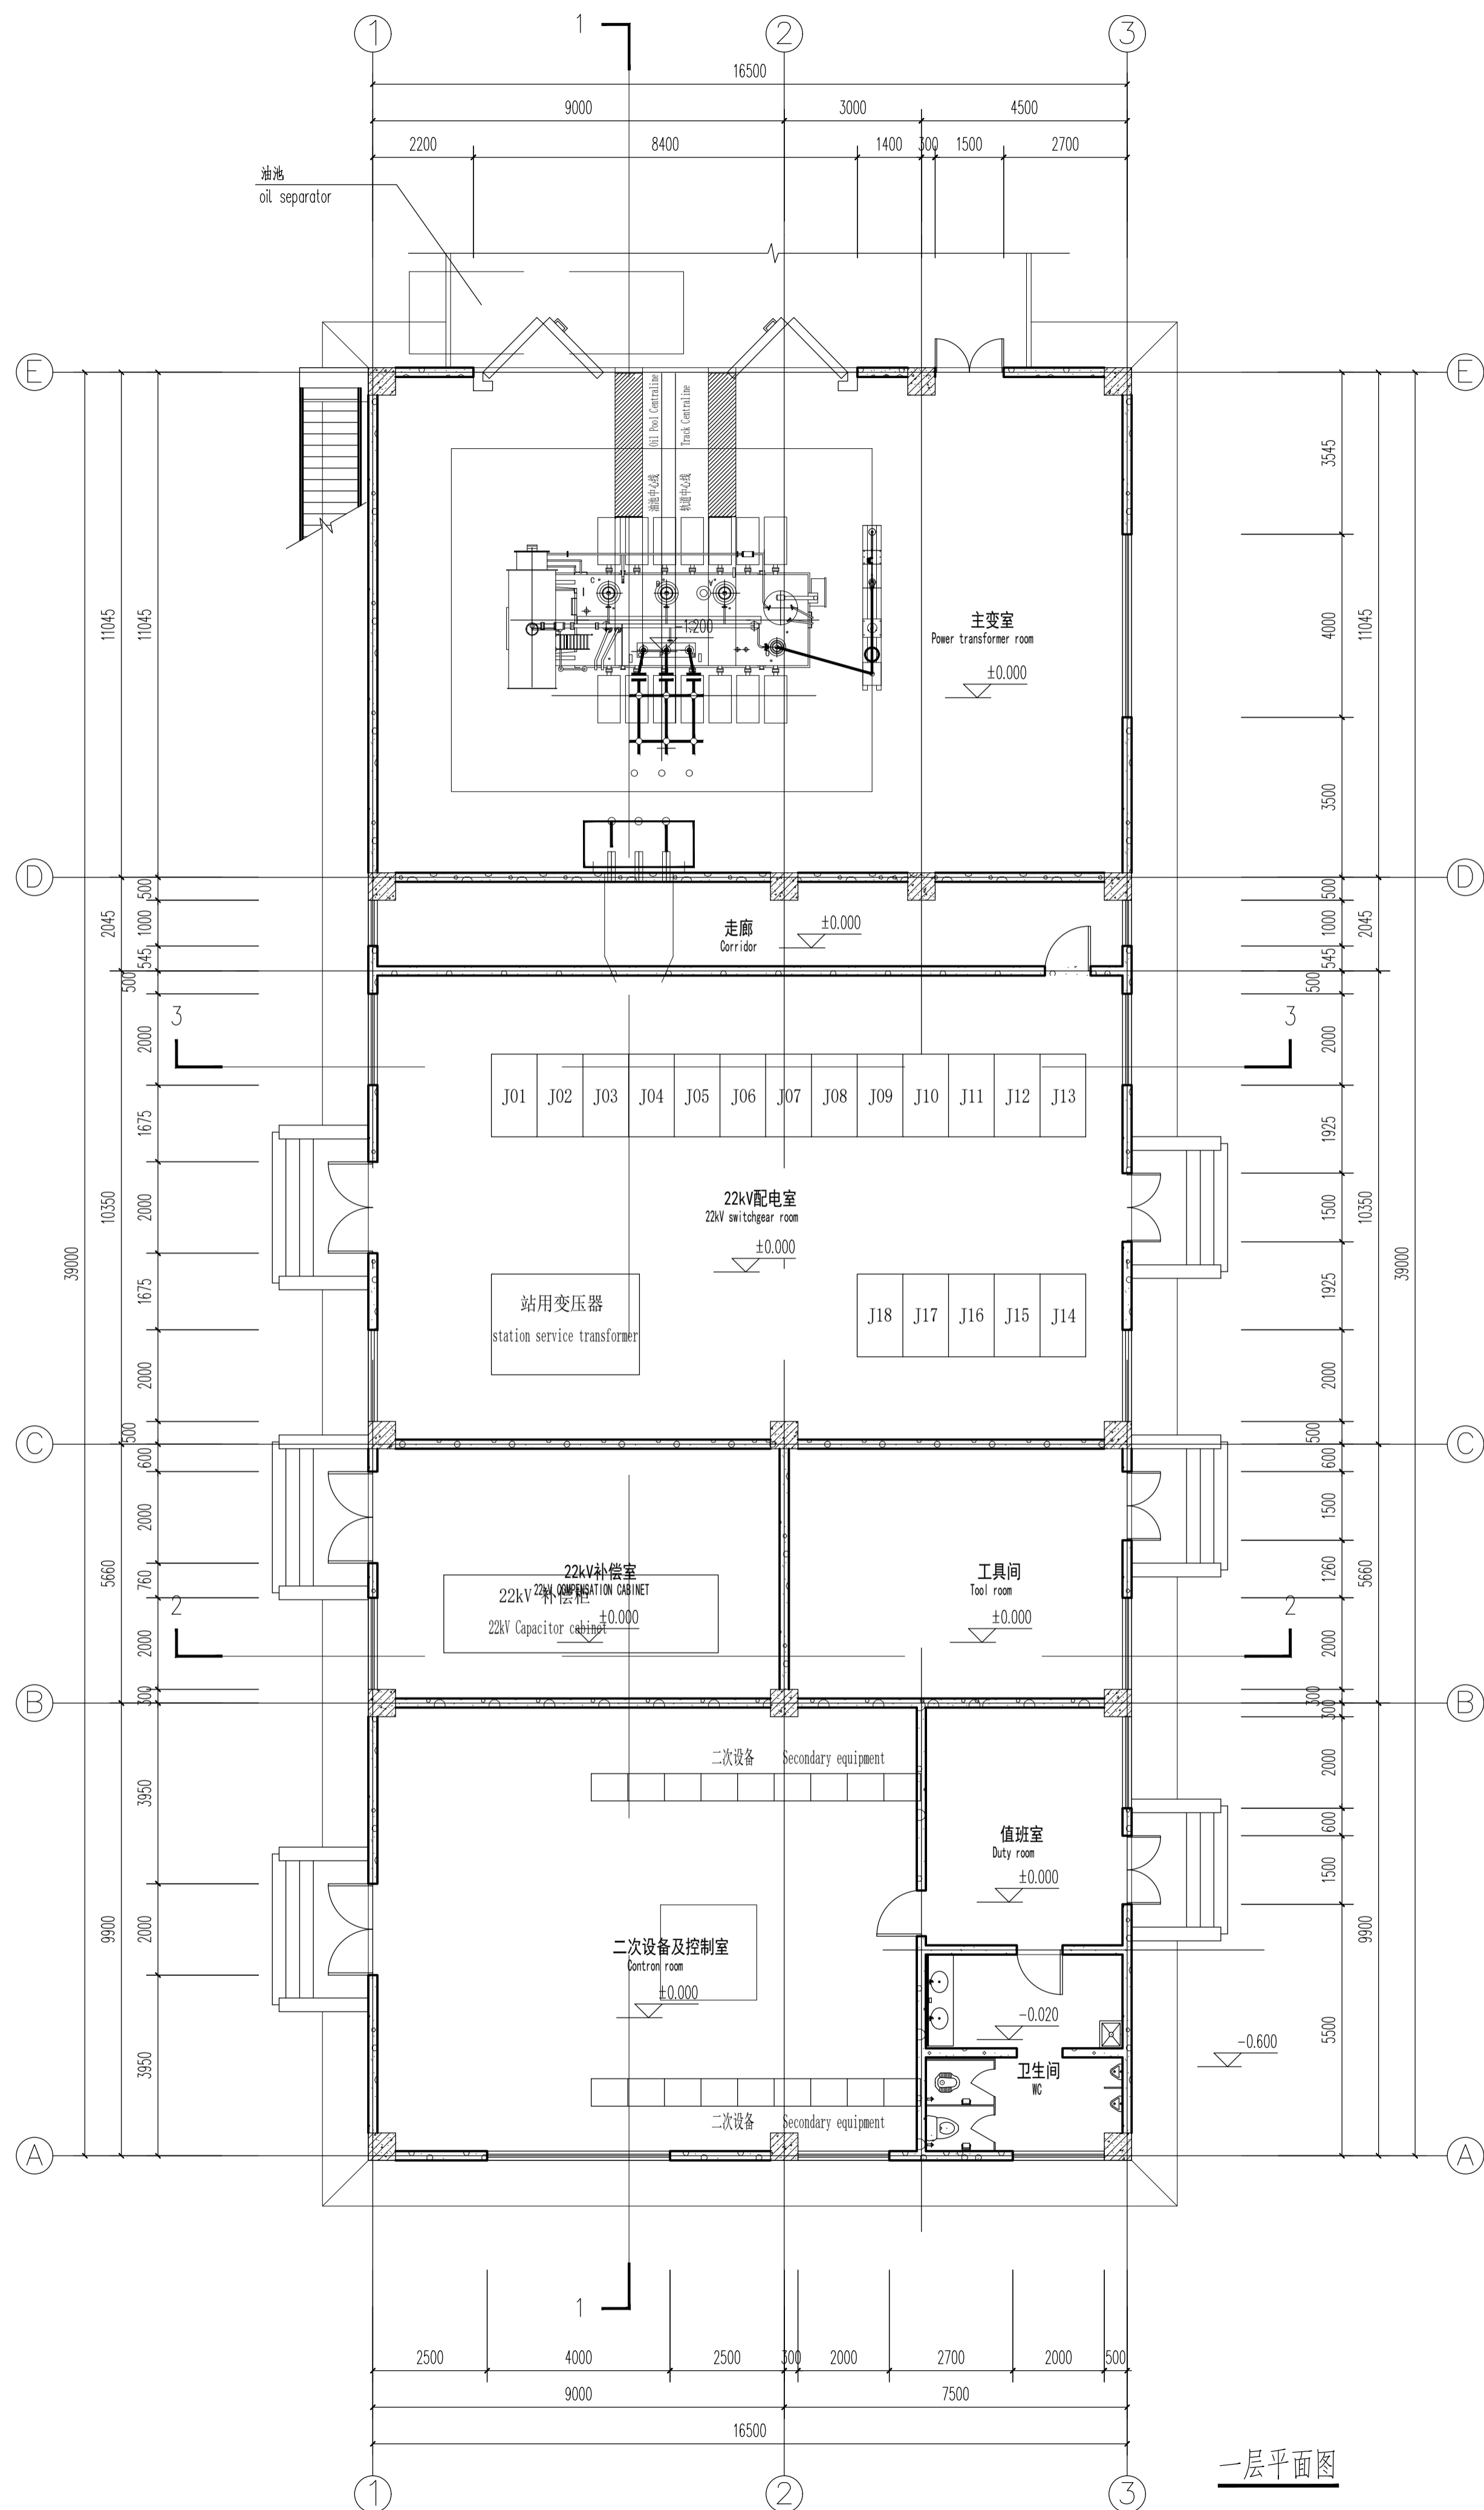 1
1
2
3
16500
9000
3000
4500
2200
8400
1400
300
1500
2700
油池
oil separator
E
E
油池中心线
Oil Pool Centraline
轨道中心线
Track Centraline
-1.200
主变室
Power transformer room
±0.000
11045
11045
3545
4000
3500
11045
D
D
500
1000
545
2045
500
1000
545
2045
走廊
Corridor
±0.000
500
500
3
3
2000
1675
2000
1675
2000
500
10350
39000
2000
1925
1500
1925
2000
500
10350
39000
J01 J02 J03 J04 J05 J06 J07 J08 J09 J10 J11 J12 J13
22kV配电室
22kV switchgear room
±0.000
站用变压器
station service transformer
J18 J17 J16 J15 J14
C
C
600
2000
760
2000
300
5660
600
1500
1260
2000
300
5660
22kV补偿室
22kV COMPENSATION CABINET
22kV 补偿柜
±0.000
22kV Capacitor cabinet
工具间
Tool room
±0.000
2
2
B
B
3950
2000
3950
9900
300
2000
600
1500
5500
9900
二次设备 Secondary equipment
值班室
Duty room
±0.000
二次设备及控制室
Contron room
±0.000
-0.020
-0.600
卫生间
WC
二次设备 Secondary equipment
A
A
1
2500
4000
2500
300
2000
2700
2000
500
9000
7500
16500
一层平面图
1
2
3